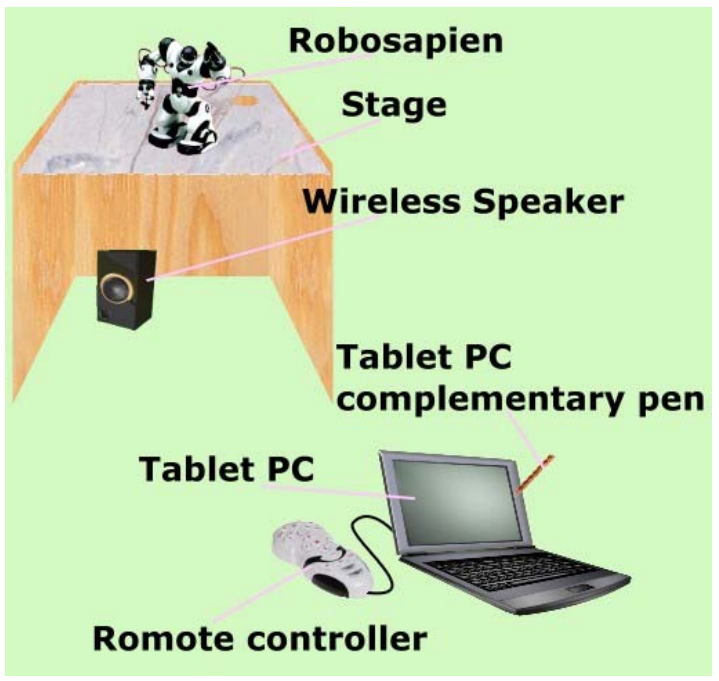 Robosapien
Stage
Wireless Speaker
Tablet PC
complementary pen
Tablet PC
Romote controller